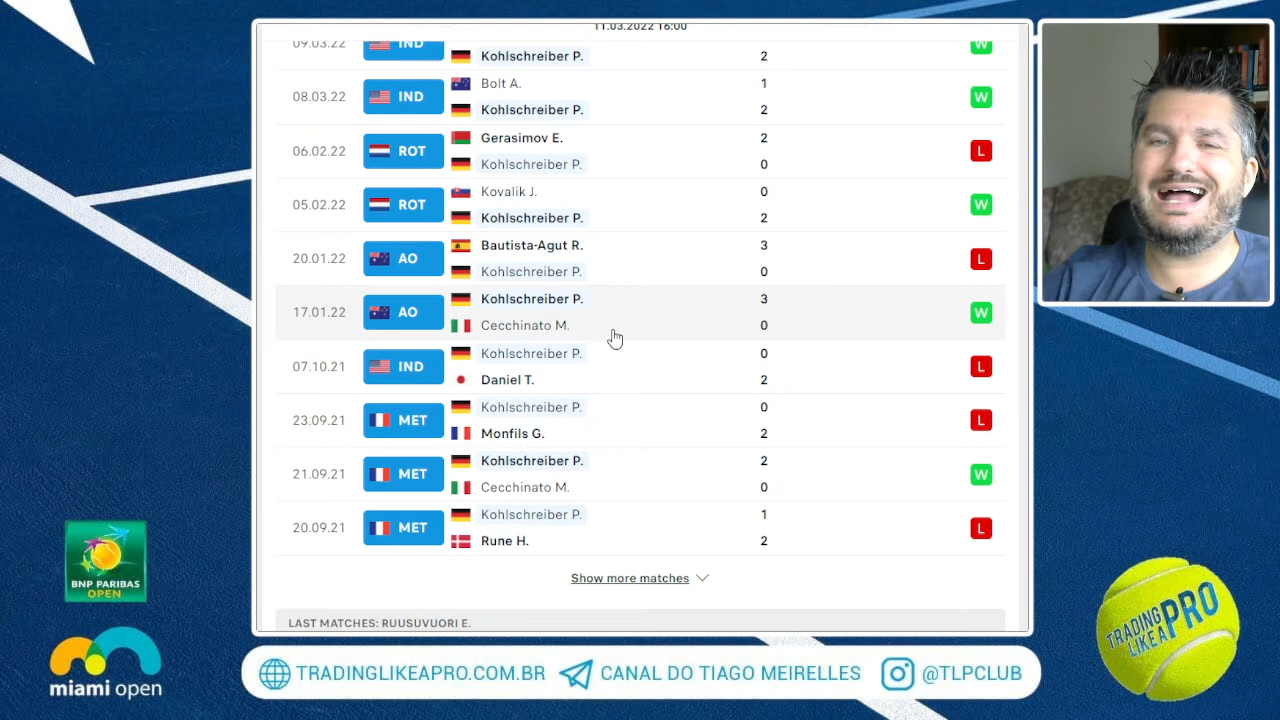 11.03.2022 16:00
09.03.22 IND
Kohlschreiber P. 2 W
08.03.22 IND Bolt A. 1
Kohlschreiber P. 2 W
06.02.22 ROT Gerasimov E. 2
Kohlschreiber P. 0 L
05.02.22 ROT Kovalik J. 0
Kohlschreiber P. 2 W
20.01.22 AO Bautista-Agut R. 3
Kohlschreiber P. 0 L
17.01.22 AO Kohlschreiber P. 3
Cecchinato M. 0 W
07.10.21 IND Kohlschreiber P. 0
Daniel T. 2 L
23.09.21 MET Kohlschreiber P. 0
Monfils G. 2 L
21.09.21 MET Kohlschreiber P. 2
Cecchinato M. 0 W
20.09.21 MET Kohlschreiber P. 1
Rune H. 2 L
Show more matches
LAST MATCHES: RUUSUVUORI E.
BNP PARIBAS
OPEN
miami open
TRADINGLIKEAPRO.COM.BR
CANAL DO TIAGO MEIRELLES
@TLPCLUB
TRADING
LIKE A
PRO